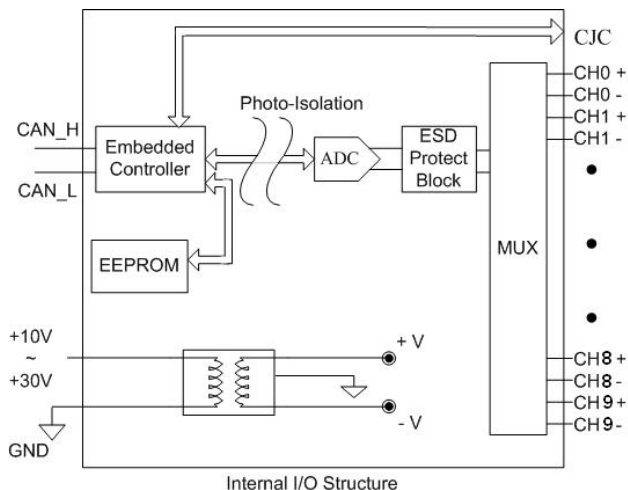 CJC
CH0 +
CH0 -
CH1 +
CH1 -
Photo-Isolation
CAN_H
CAN_L
Embedded
Controller
ADC
ESD
Protect
Block
MUX
EEPROM
+10V
~
+30V
GND
+ V
- V
CH8 +
CH8 -
CH9 +
CH9 -
Internal I/O Structure